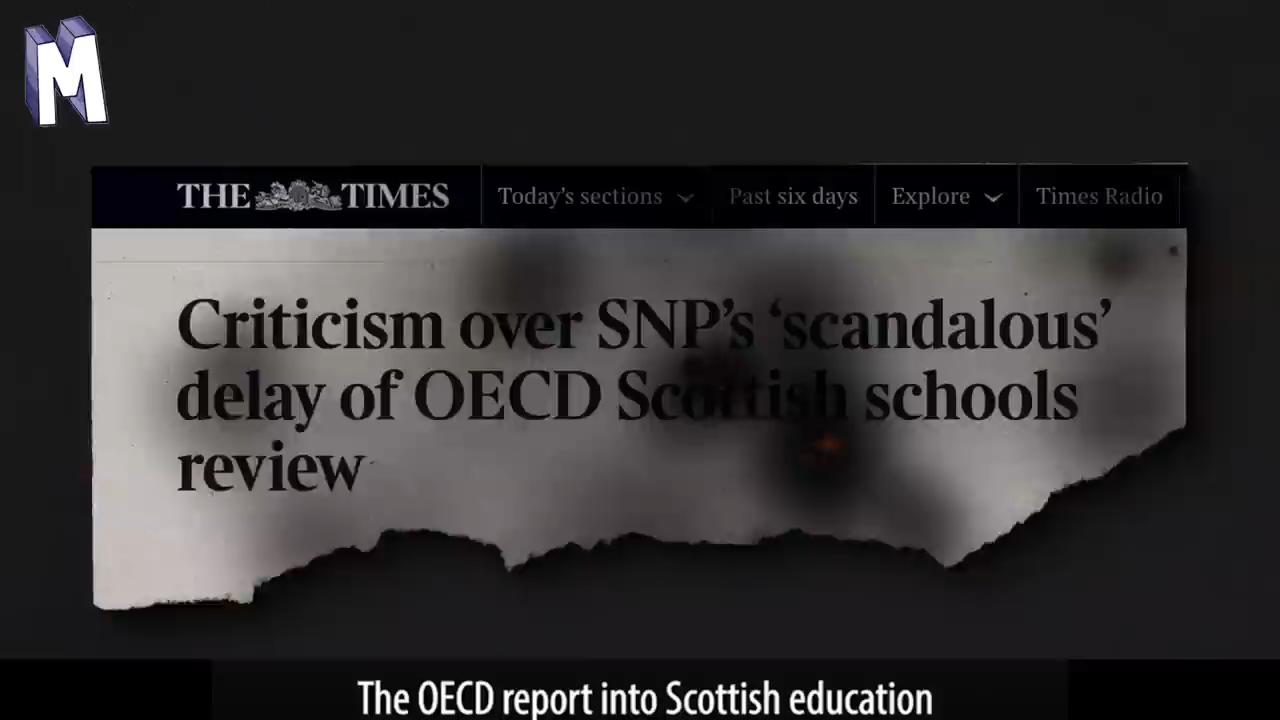 M
THE TIMES Today's sections Past six days Explore Times Radio
Criticism over SNP's ‘scandalous’
delay of OECD Scottish schools
review
The OECD report into Scottish education